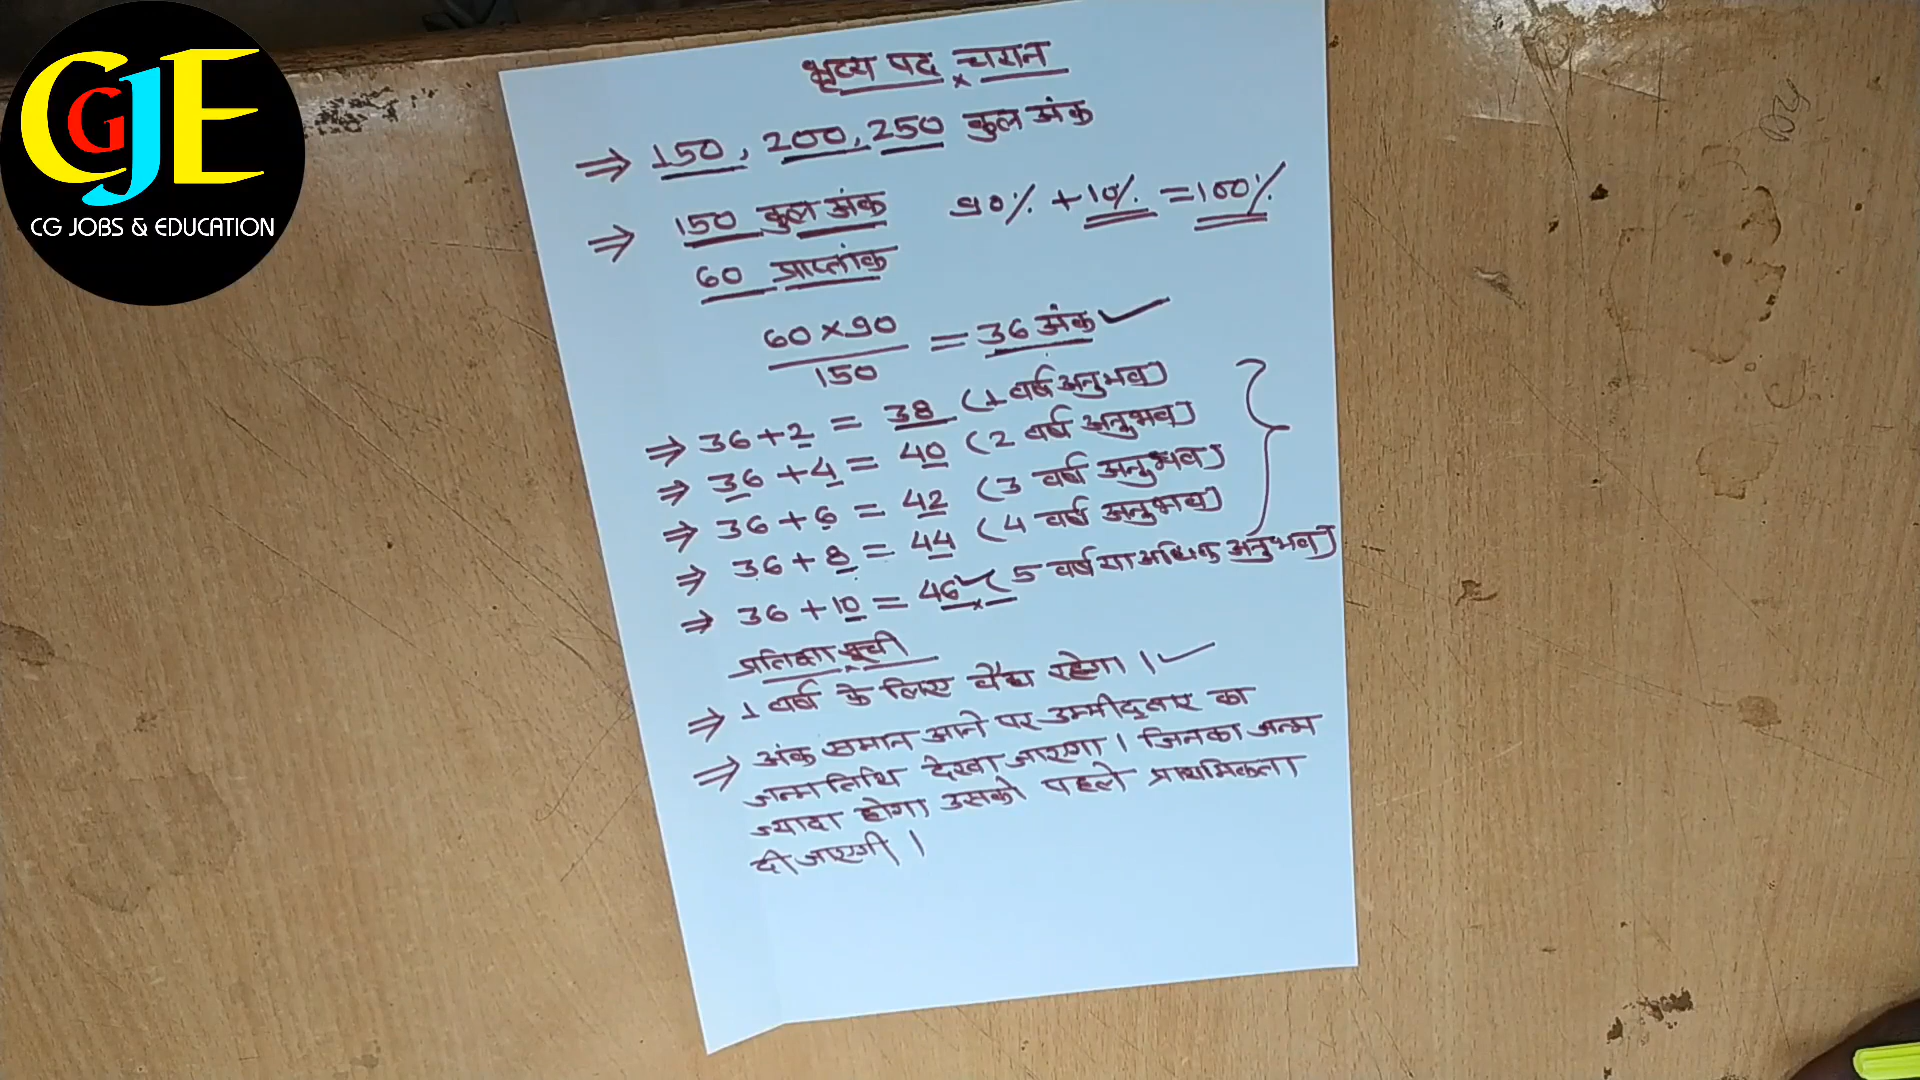 CGJE
CG JOBS & EDUCATION
भृत्य पद चयन
⇒ 150, 200, 250 कुल अंक
⇒ 150 कुल अंक 90% + 10% = 100%
60 प्राप्तांक
60 × 90
150
= 36 अंक ✓
⇒ 36 + 2 = 38 (1 वर्ष अनुभव)
⇒ 36 + 4 = 40 (2 वर्ष अनुभव)
⇒ 36 + 6 = 42 (3 वर्ष अनुभव)
⇒ 36 + 8 = 44 (4 वर्ष अनुभव)
⇒ 36 + 10 = 46 (5 वर्ष या अधिक अनुभव)
प्रतिक्षा सूची
⇒ 1 वर्ष के लिए वैध रहेगा । ✓
⇒ अंक समान आने पर उम्मीदवार का
जन्मतिथि देखा जाएगा । जिनका जन्म
ज्यादा होगा उसको पहले प्राथमिकता
दी जाएगी ।